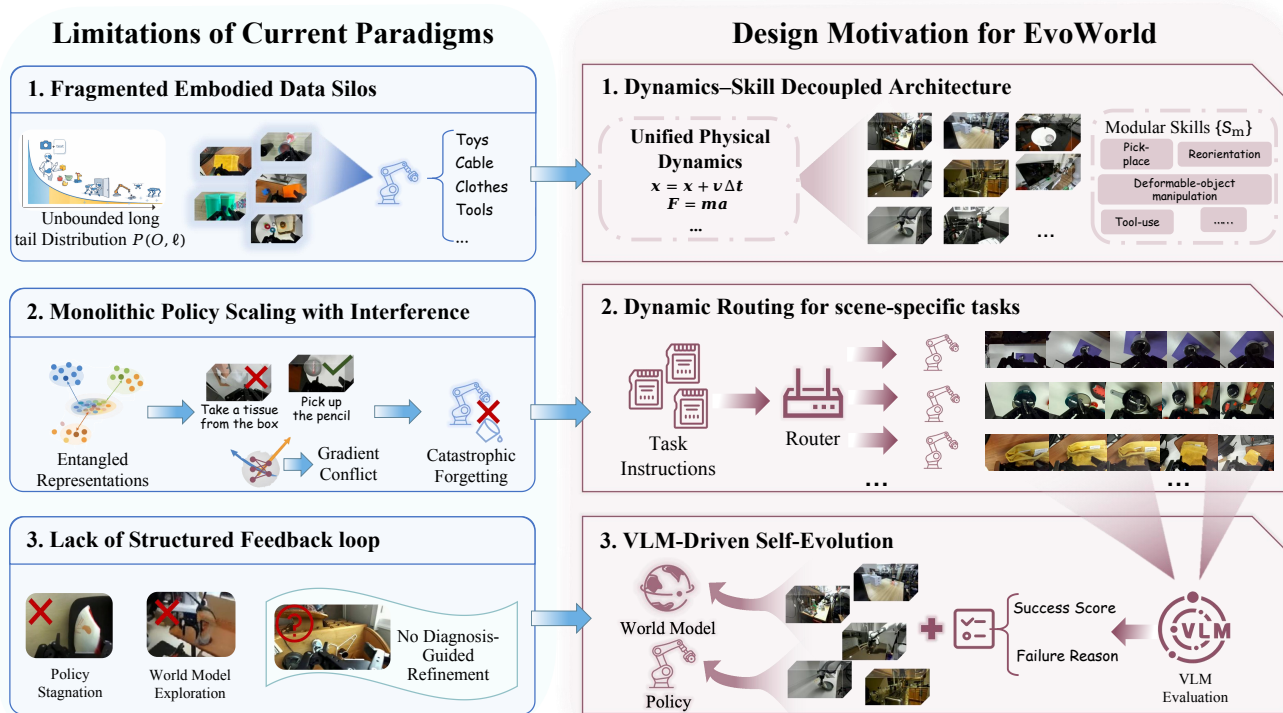 Limitations of Current Paradigms
1. Fragmented Embodied Data Silos
Unbounded long
tail Distribution P(O, ℓ)
Toys
Cable
Clothes
Tools
...
2. Monolithic Policy Scaling with Interference
Entangled
Representations
Take a tissue
from the box
Pick up
the pencil
Gradient
Conflict
Catastrophic
Forgetting
3. Lack of Structured Feedback loop
Policy
Stagnation
World Model
Exploration
?
No Diagnosis-
Guided
Refinement
Design Motivation for EvoWorld
1. Dynamics–Skill Decoupled Architecture
Unified Physical
Dynamics
x = x + vΔt
F = ma
...
...
Modular Skills {S_m}
Pick-
place
Reorientation
Deformable-object
manipulation
Tool-use
......
2. Dynamic Routing for scene-specific tasks
Task
Instructions
Router
...
...
3. VLM-Driven Self-Evolution
World Model
Policy
Success Score
Failure Reason
VLM
VLM
Evaluation